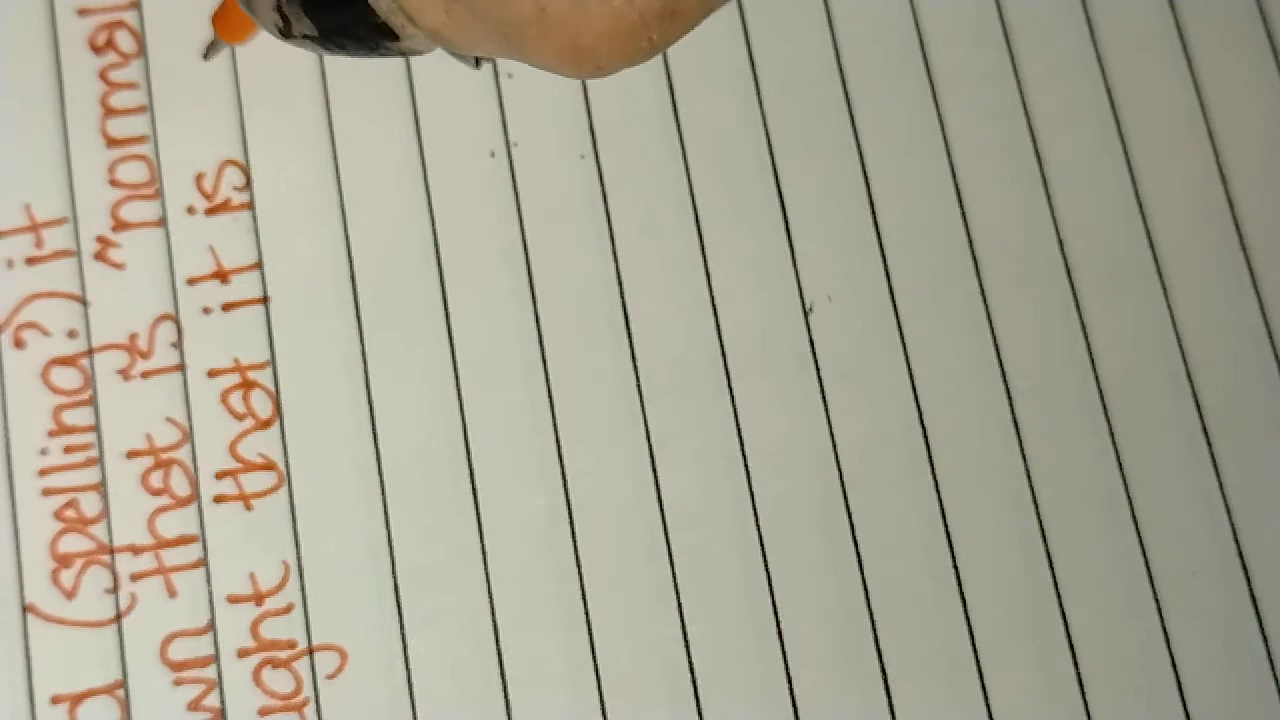 (spelling?) it
that is "normal
that it is